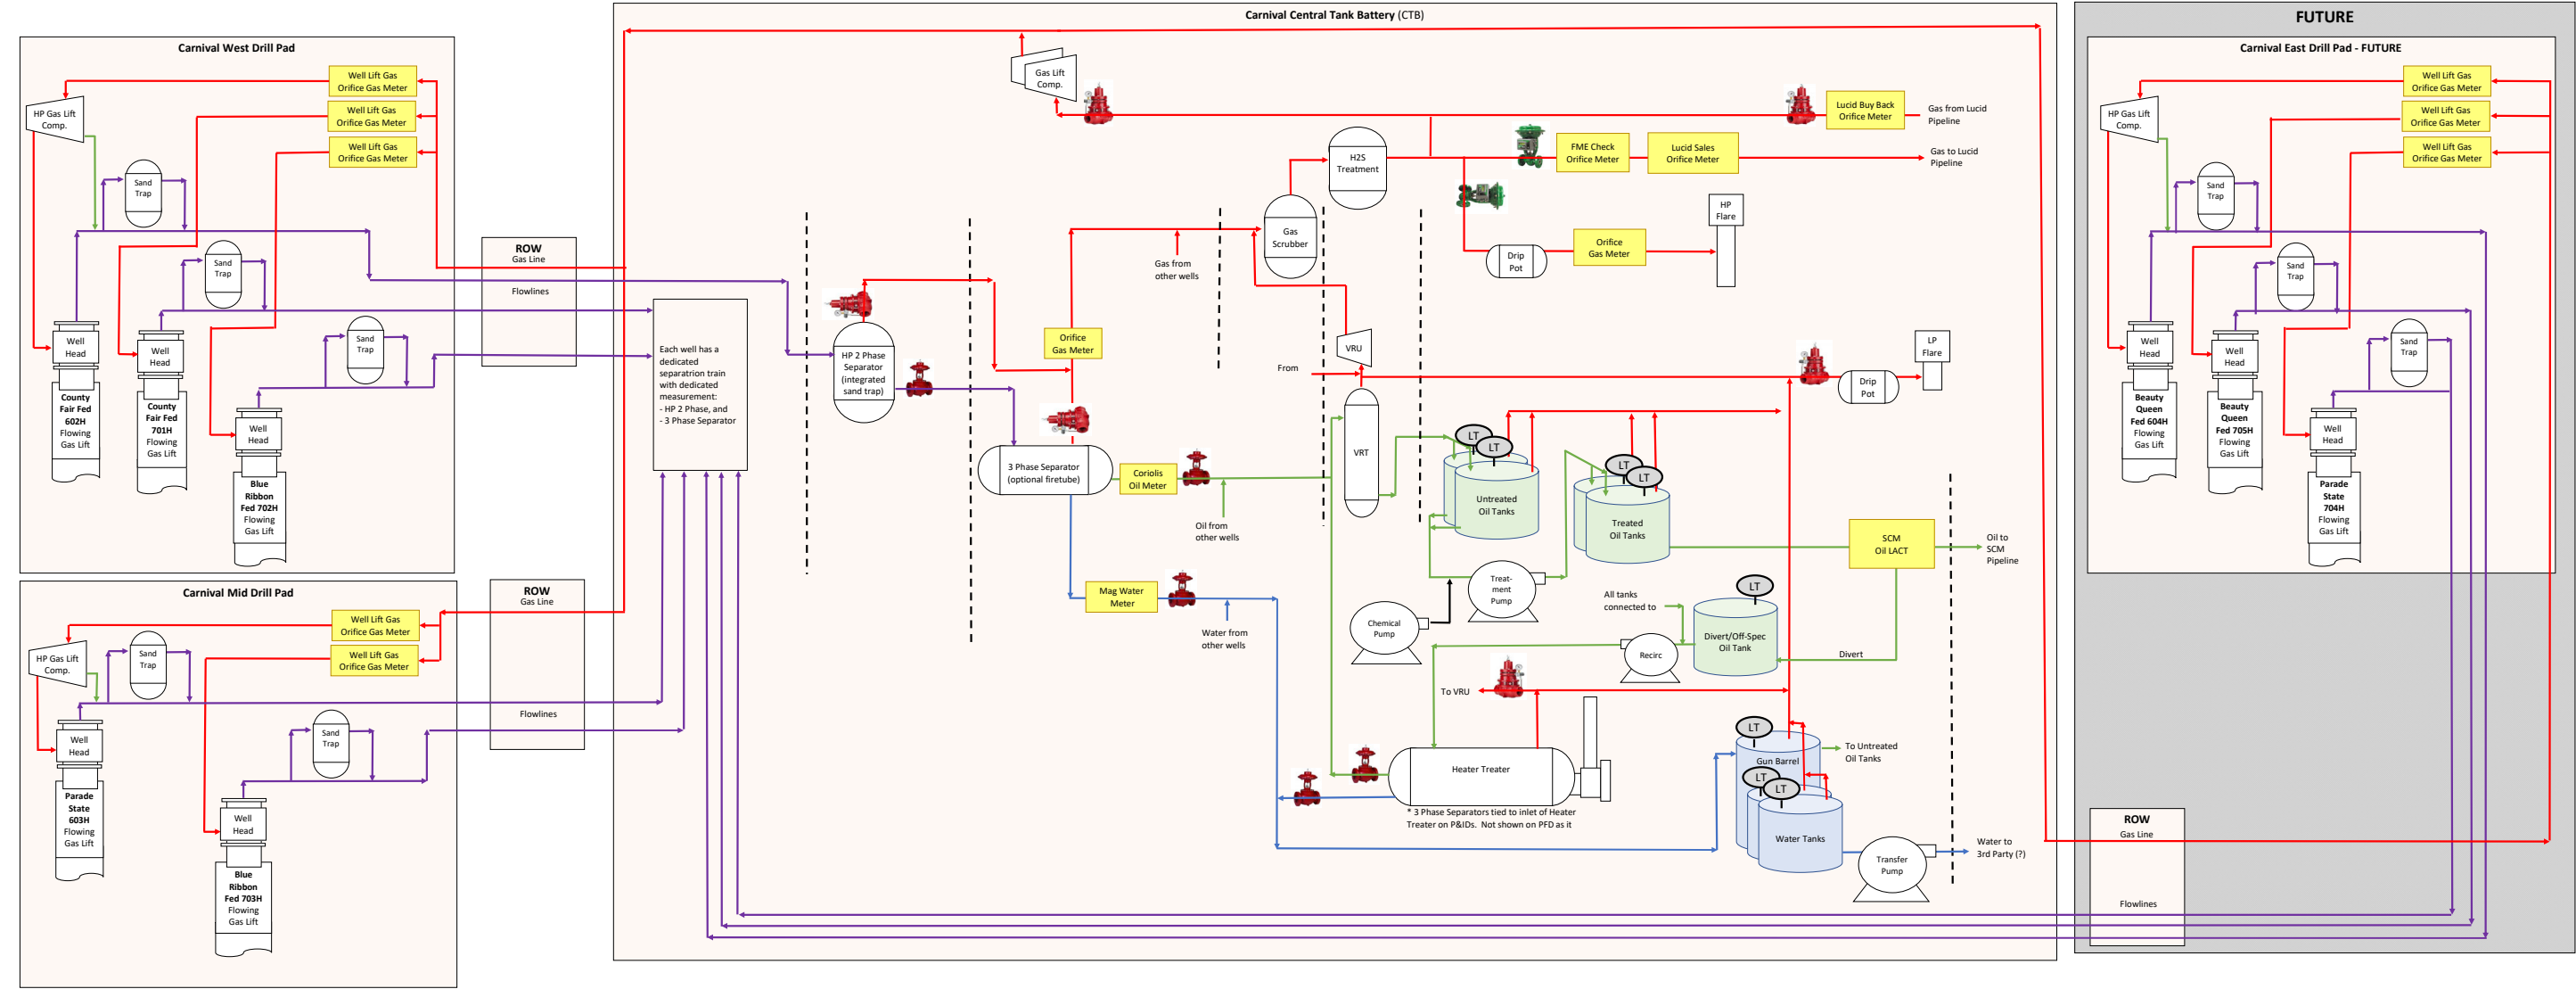 Carnival West Drill Pad
Well Lift Gas
Orifice Gas Meter
Well Lift Gas
Orifice Gas Meter
Well Lift Gas
Orifice Gas Meter
HP Gas Lift
Comp.
Sand
Trap
Sand
Trap
Sand
Trap
Well
Head
Well
Head
Well
Head
County
Fair Fed
602H
Flowing
Gas Lift
County
Fair Fed
701H
Flowing
Gas Lift
Blue
Ribbon
Fed 702H
Flowing
Gas Lift
ROW
Gas Line
Flowlines
Carnival Mid Drill Pad
Well Lift Gas
Orifice Gas Meter
Well Lift Gas
Orifice Gas Meter
HP Gas Lift
Comp.
Sand
Trap
Sand
Trap
Well
Head
Well
Head
Parade
State
603H
Flowing
Gas Lift
Blue
Ribbon
Fed 703H
Flowing
Gas Lift
ROW
Gas Line
Flowlines
Carnival Central Tank Battery (CTB)
Gas Lift
Comp.
Lucid Buy Back
Orifice Meter
Gas from Lucid
Pipeline
H2S
Treatment
FME Check
Orifice Meter
Lucid Sales
Orifice Meter
Gas to Lucid
Pipeline
HP
Flare
Gas
Scrubber
Drip
Pot
Orifice
Gas Meter
Gas from
other wells
Each well has a
dedicated
separatrion train
with dedicated
measurement:
- HP 2 Phase, and
- 3 Phase Separator
HP 2 Phase
Separator
(integrated
sand trap)
Orifice
Gas Meter
VRU
From
LP
Flare
Drip
Pot
3 Phase Separator
(optional firetube)
Coriolis
Oil Meter
Oil from
other wells
VRT
LT
LT
Untreated
Oil Tanks
LT
LT
Treated
Oil Tanks
SCM
Oil LACT
Oil to
SCM
Pipeline
Treat-
ment
Pump
Chemical
Pump
All tanks
connected to
LT
Divert/Off-Spec
Oil Tank
Divert
Recirc
Mag Water
Meter
Water from
other wells
To VRU
Heater Treater
* 3 Phase Separators tied to inlet of Heater
Treater on P&IDs.  Not shown on PFD as it
LT
Gun Barrel
To Untreated
Oil Tanks
LT
LT
Water Tanks
Transfer
Pump
Water to
3rd Party (?)
FUTURE
Carnival East Drill Pad - FUTURE
Well Lift Gas
Orifice Gas Meter
Well Lift Gas
Orifice Gas Meter
Well Lift Gas
Orifice Gas Meter
HP Gas Lift
Comp.
Sand
Trap
Sand
Trap
Sand
Trap
Well
Head
Well
Head
Well
Head
Beauty
Queen
Fed 604H
Flowing
Gas Lift
Beauty
Queen
Fed 705H
Flowing
Gas Lift
Parade
State
704H
Flowing
Gas Lift
ROW
Gas Line
Flowlines